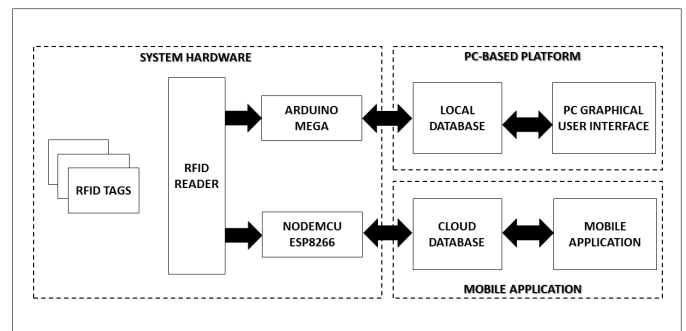 SYSTEM HARDWARE
PC-BASED PLATFORM
RFID TAGS
RFID
READER
ARDUINO
MEGA
LOCAL
DATABASE
PC GRAPHICAL
USER INTERFACE
NODEMCU
ESP8266
CLOUD
DATABASE
MOBILE
APPLICATION
MOBILE APPLICATION